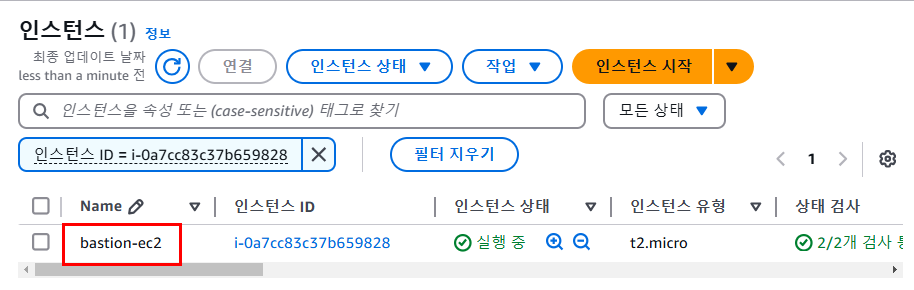 인스턴스 (1) 정보
최종 업데이트 날짜
less than a minute 전
연결
인스턴스 상태
작업
인스턴스 시작
인스턴스을 속성 또는 (case-sensitive) 태그로 찾기
모든 상태
인스턴스 ID = i-0a7cc83c37b659828
필터 지우기
1
Name 인스턴스 ID 인스턴스 상태 인스턴스 유형 상태 검사
bastion-ec2 i-0a7cc83c37b659828 실행 중 t2.micro 2/2개 검사